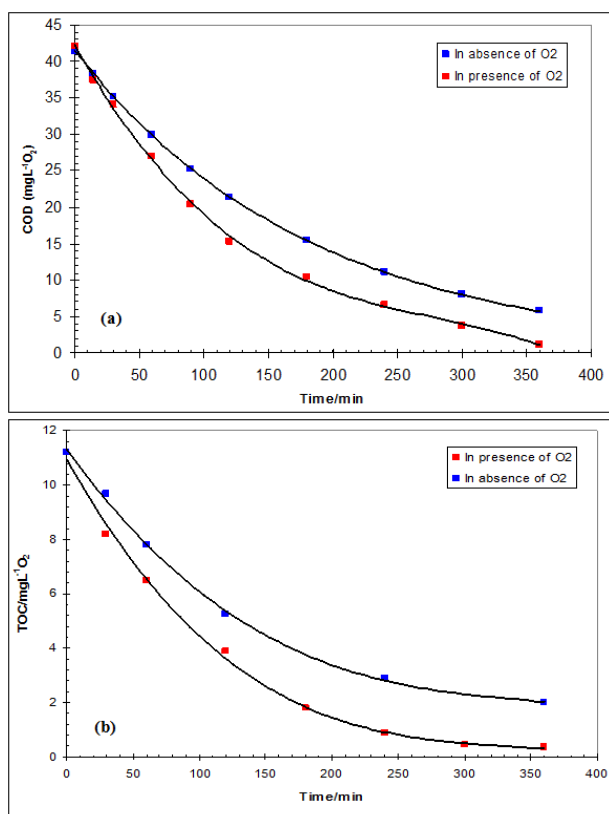 45
40
35
30
25
20
15
10
5
0
COD (mgL⁻¹O₂)
In absence of O2
In presence of O2
(a)
0 50 100 150 200 250 300 350 400
Time/min
12
10
8
6
4
2
0
TOC/mgL⁻¹O₂
In presence of O2
In absence of O2
(b)
0 50 100 150 200 250 300 350 400
Time/min